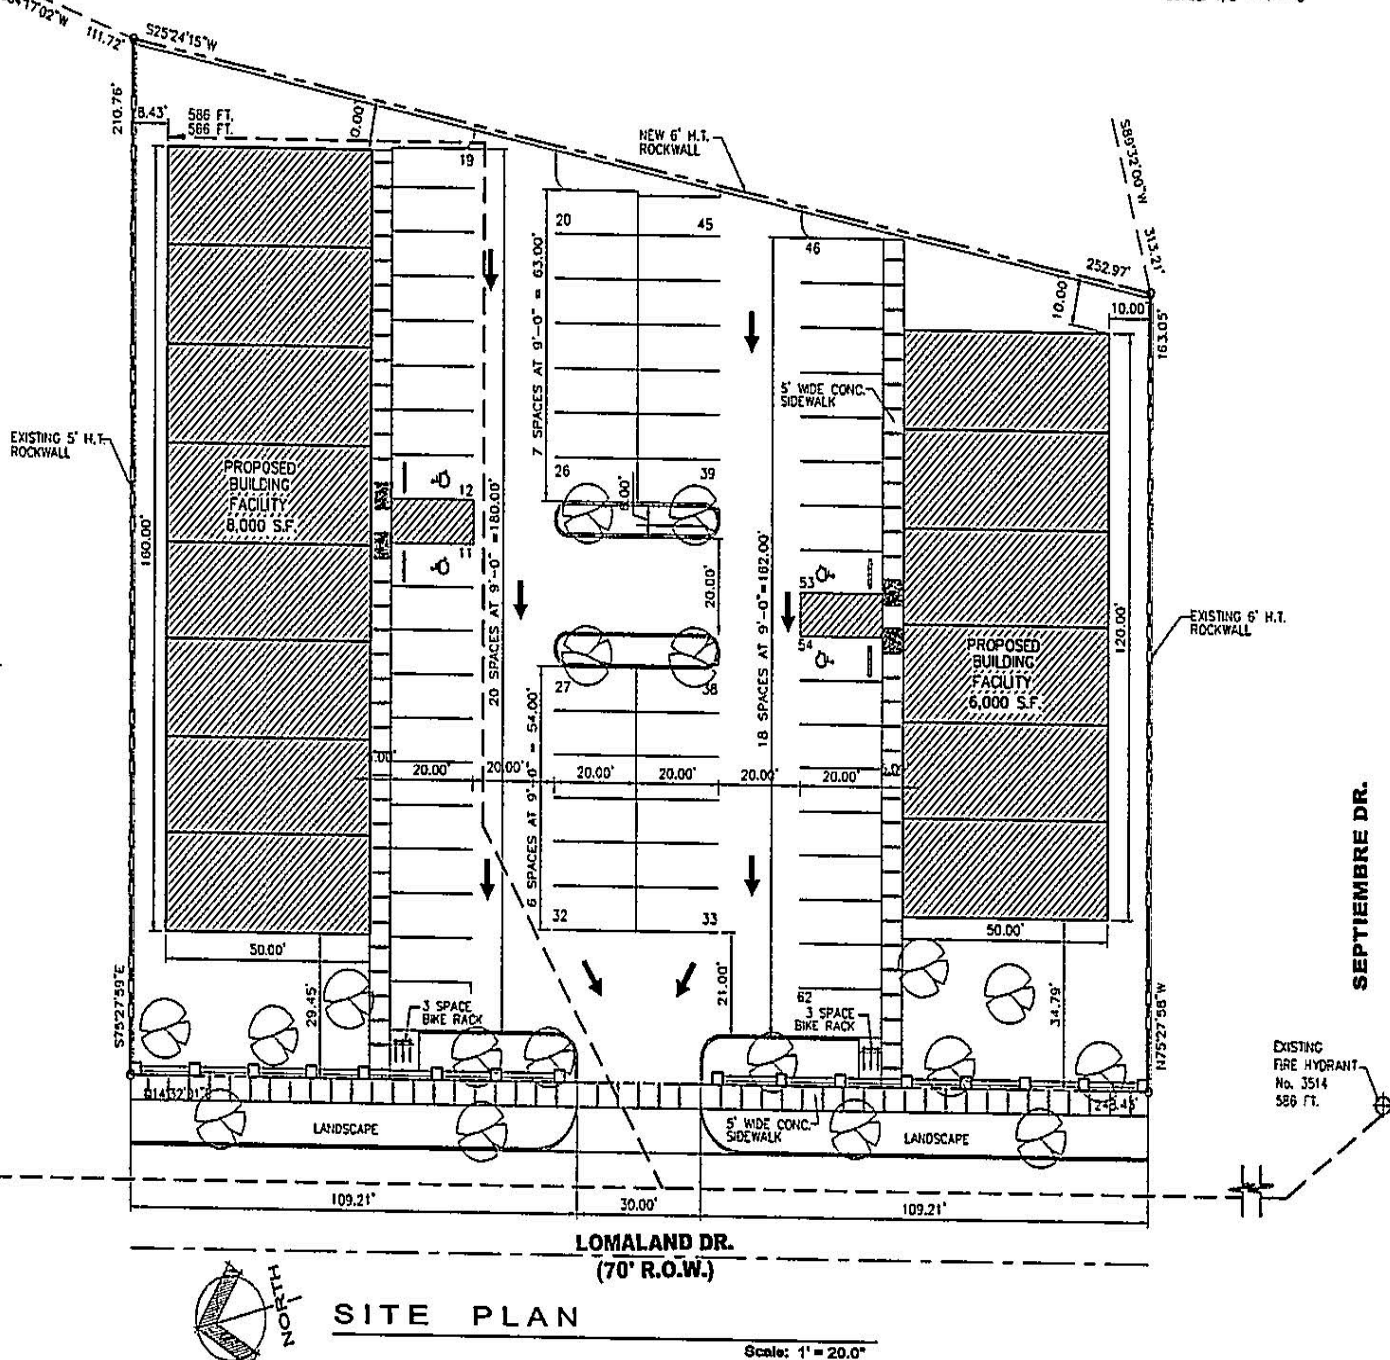 111.72'
S25°24'15"W
210.76'
8.43'
586 FT.
566 FT.
NEW 6' H.T.
ROCKWALL
S89°32'00"W
313.21'
252.97'
10.00'
10.00'
163.05'
19
20
45
46
7 SPACES AT 9'-0" = 63.00'
5' WIDE CONC.
SIDEWALK
EXISTING 5' H.T.
ROCKWALL
PROPOSED
BUILDING
FACILITY
8,000 S.F.
160.00'
12
11
26
39
20 SPACES AT 9'-0" =180.00'
20.00'
18 SPACES AT 9'-0"=162.00'
53
54
120.00'
EXISTING 6' H.T.
ROCKWALL
PROPOSED
BUILDING
FACILITY
6,000 S.F.
27
38
6 SPACES AT 9'-0" = 54.00'
20.00'
20.00'
20.00'
20.00'
20.00'
20.00'
SEPTIEMBRE DR.
32
33
50.00'
50.00'
S75°27'59"E
29.45'
3 SPACE
BIKE RACK
21.00'
62
3 SPACE
BIKE RACK
34.79'
N75°27'58"W
EXISTING
FIRE HYDRANT
No. 3514
586 FT.
LANDSCAPE
5' WIDE CONC.
SIDEWALK
LANDSCAPE
109.21'
30.00'
109.21'
LOMALAND DR.
(70' R.O.W.)
NORTH
SITE PLAN
Scale: 1' = 20.0"